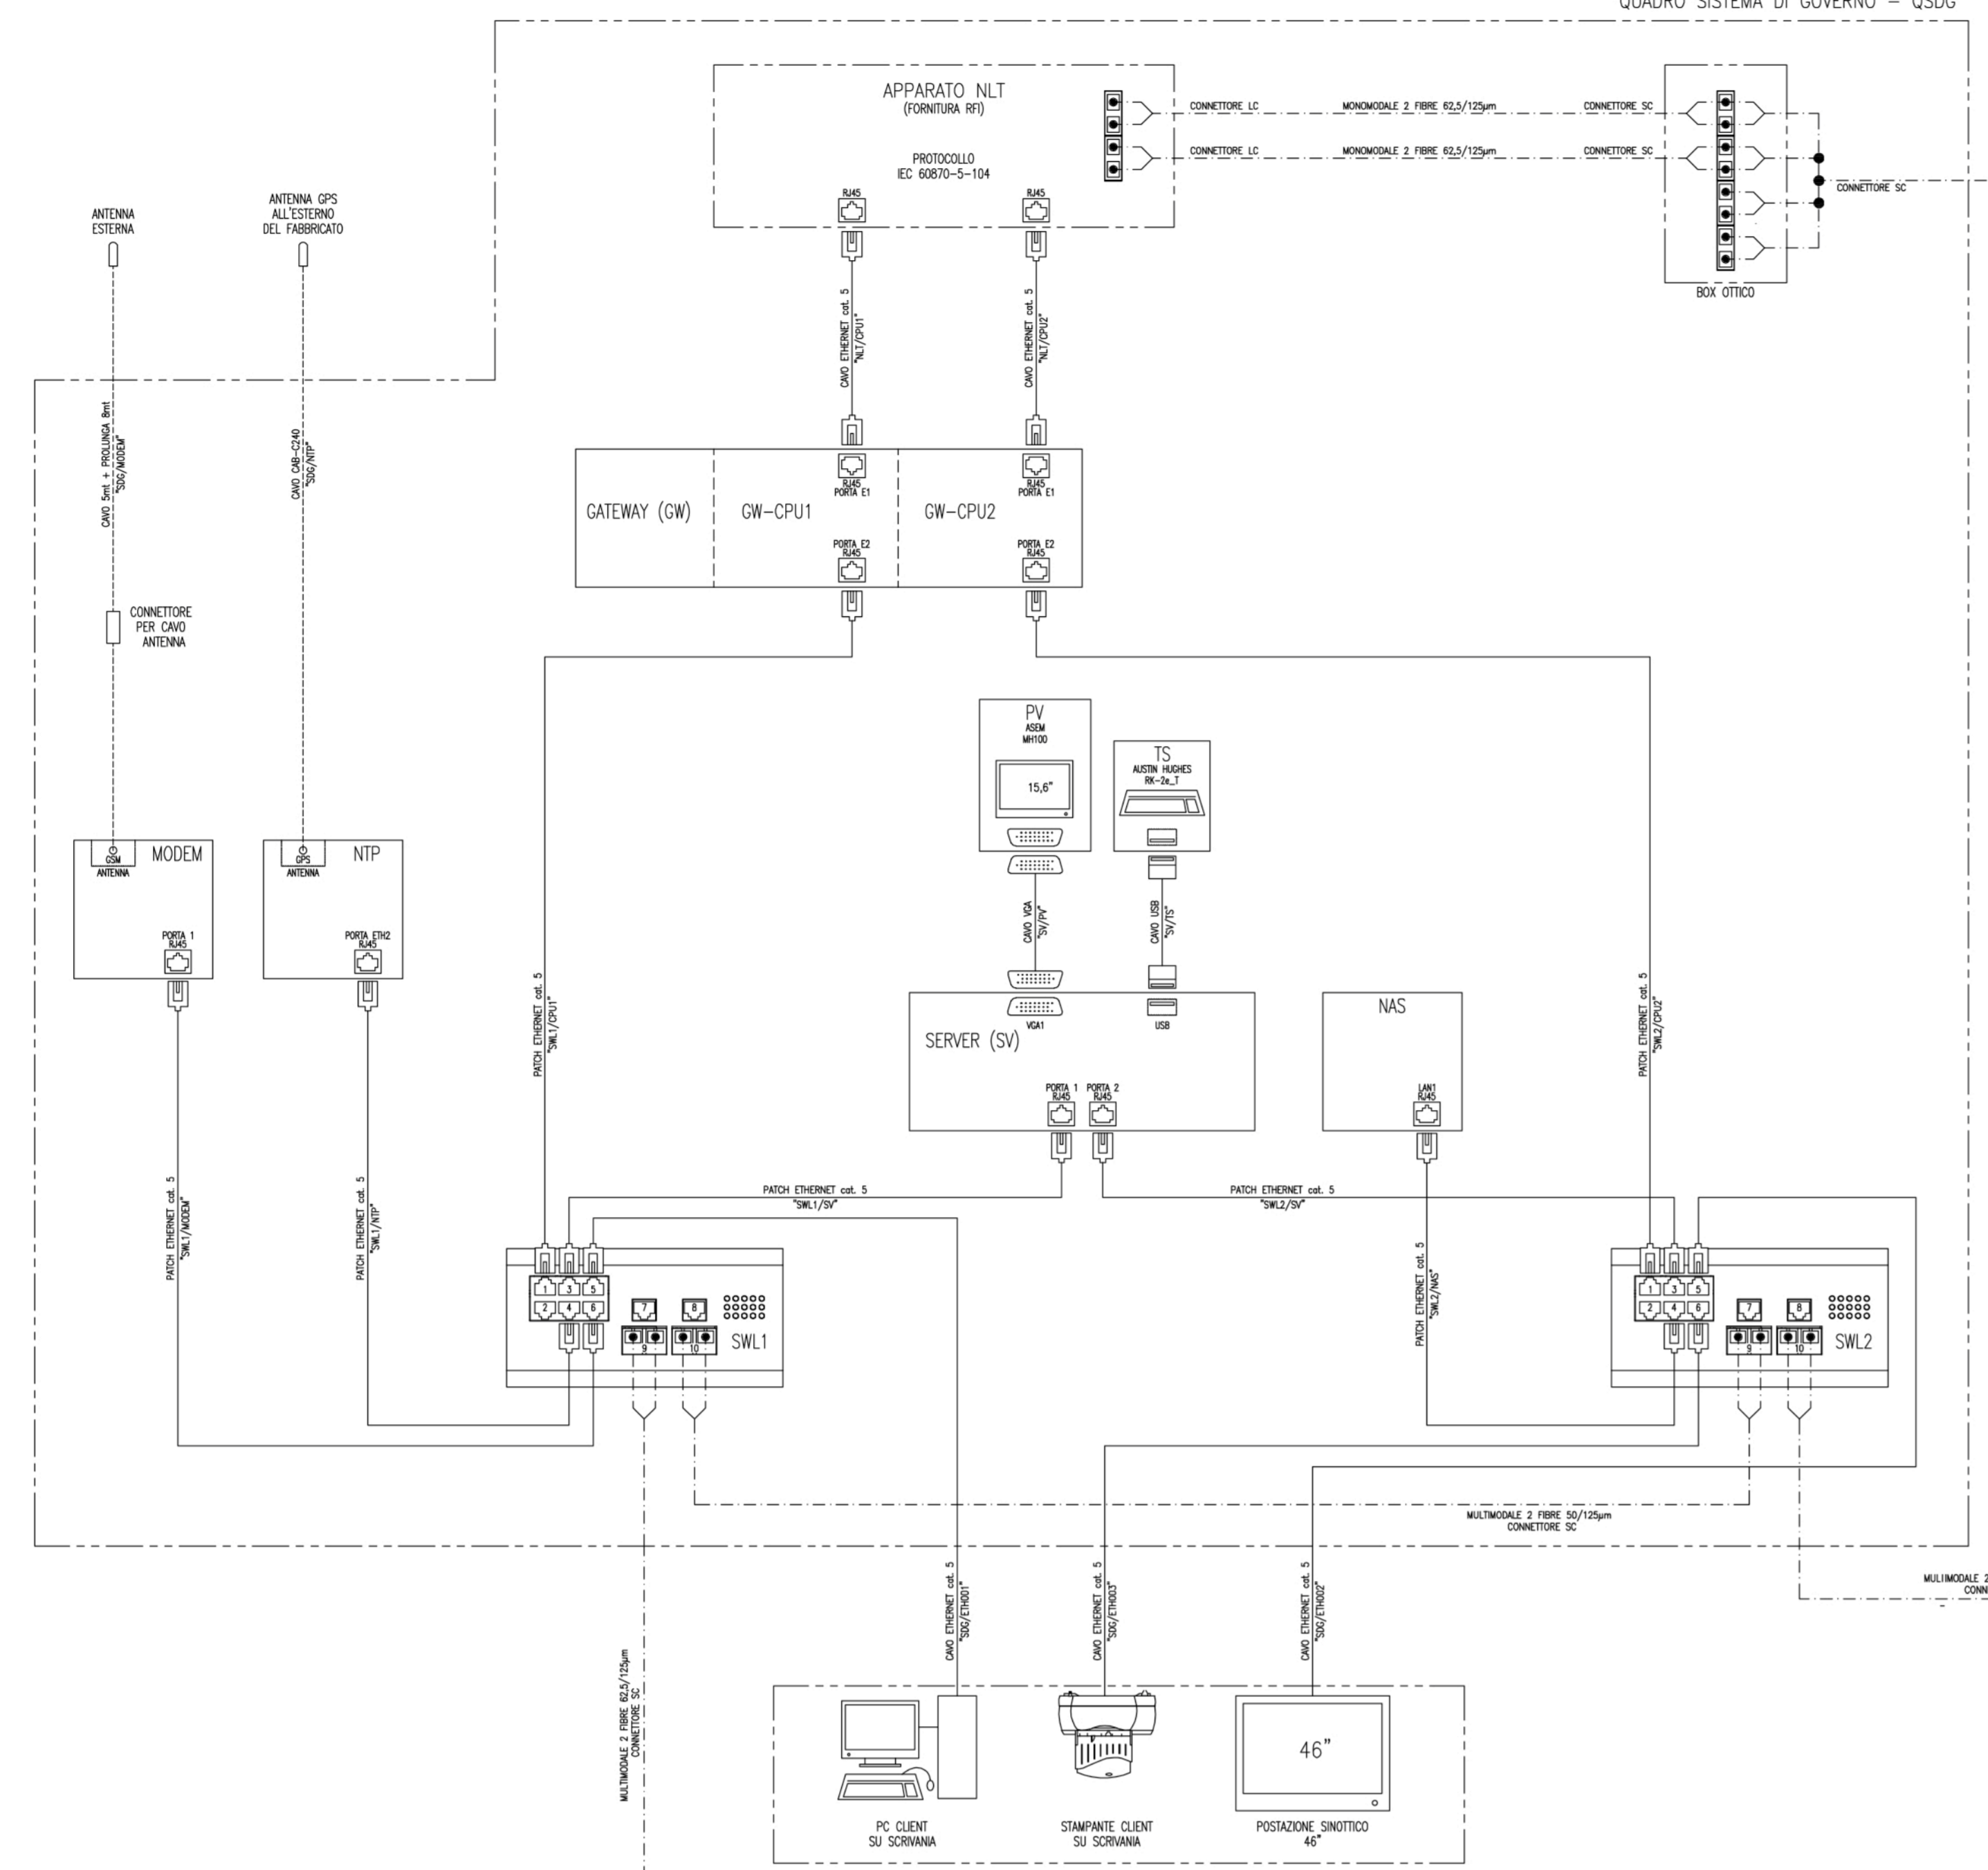 QUADRO SISTEMA DI GOVERNO - QSDG
APPARATO NLT
(FORNITURA RFI)
PROTOCOLLO
IEC 60870-5-104
RJ45
RJ45
CONNETTORE LC
MONOMODALE 2 FIBRE 62,5/125µm
CONNETTORE SC
CONNETTORE LC
MONOMODALE 2 FIBRE 62,5/125µm
CONNETTORE SC
CONNETTORE SC
BOX OTTICO
ANTENNA
ESTERNA
ANTENNA GPS
ALL'ESTERNO
DEL FABBRICATO
CAVO ETHERNET cat. 5
"NLT/CPU1"
CAVO ETHERNET cat. 5
"NLT/CPU2"
CAVO 5mt + PROLUNGA 8mt
"SDG/MODEM"
CAVO CAB-C240
"SDG/NTP"
GATEWAY (GW)
GW-CPU1
GW-CPU2
RJ45
PORTA E1
RJ45
PORTA E1
PORTA E2
RJ45
PORTA E2
RJ45
CONNETTORE
PER CAVO
ANTENNA
PV
ASEM
MH100
15,6"
TS
AUSTIN HUGHES
RK-2e_T
GSM
ANTENNA
MODEM
PORTA 1
RJ45
GPS
ANTENNA
NTP
PORTA ETH2
RJ45
CAVO VGA
"SV/PV"
CAVO USB
"SV/TS"
PATCH ETHERNET cat. 5
"SWL1/CPU1"
PATCH ETHERNET cat. 5
"SWL2/CPU2"
VGA1
USB
SERVER (SV)
PORTA 1
RJ45
PORTA 2
RJ45
NAS
LAN1
RJ45
PATCH ETHERNET cat. 5
"SWL1/MODEM"
PATCH ETHERNET cat. 5
"SWL1/NTP"
PATCH ETHERNET cat. 5
"SWL1/SV"
PATCH ETHERNET cat. 5
"SWL2/SV"
PATCH ETHERNET cat. 5
"SWL2/NAS"
1 3 5
2 4 6
7
8
9
10
SWL1
1 3 5
2 4 6
7
8
9
10
SWL2
MULTIMODALE 2 FIBRE 50/125µm
CONNETTORE SC
MULTIMODALE 2
CONN
CAVO ETHERNET cat. 5
"SDG/ETH001"
CAVO ETHERNET cat. 5
"SDG/ETH003"
CAVO ETHERNET cat. 5
"SDG/ETH002"
MULTIMODALE 2 FIBRE 62,5/125µm
CONNETTORE SC
46"
PC CLIENT
SU SCRIVANIA
STAMPANTE CLIENT
SU SCRIVANIA
POSTAZIONE SINOTTICO
46"